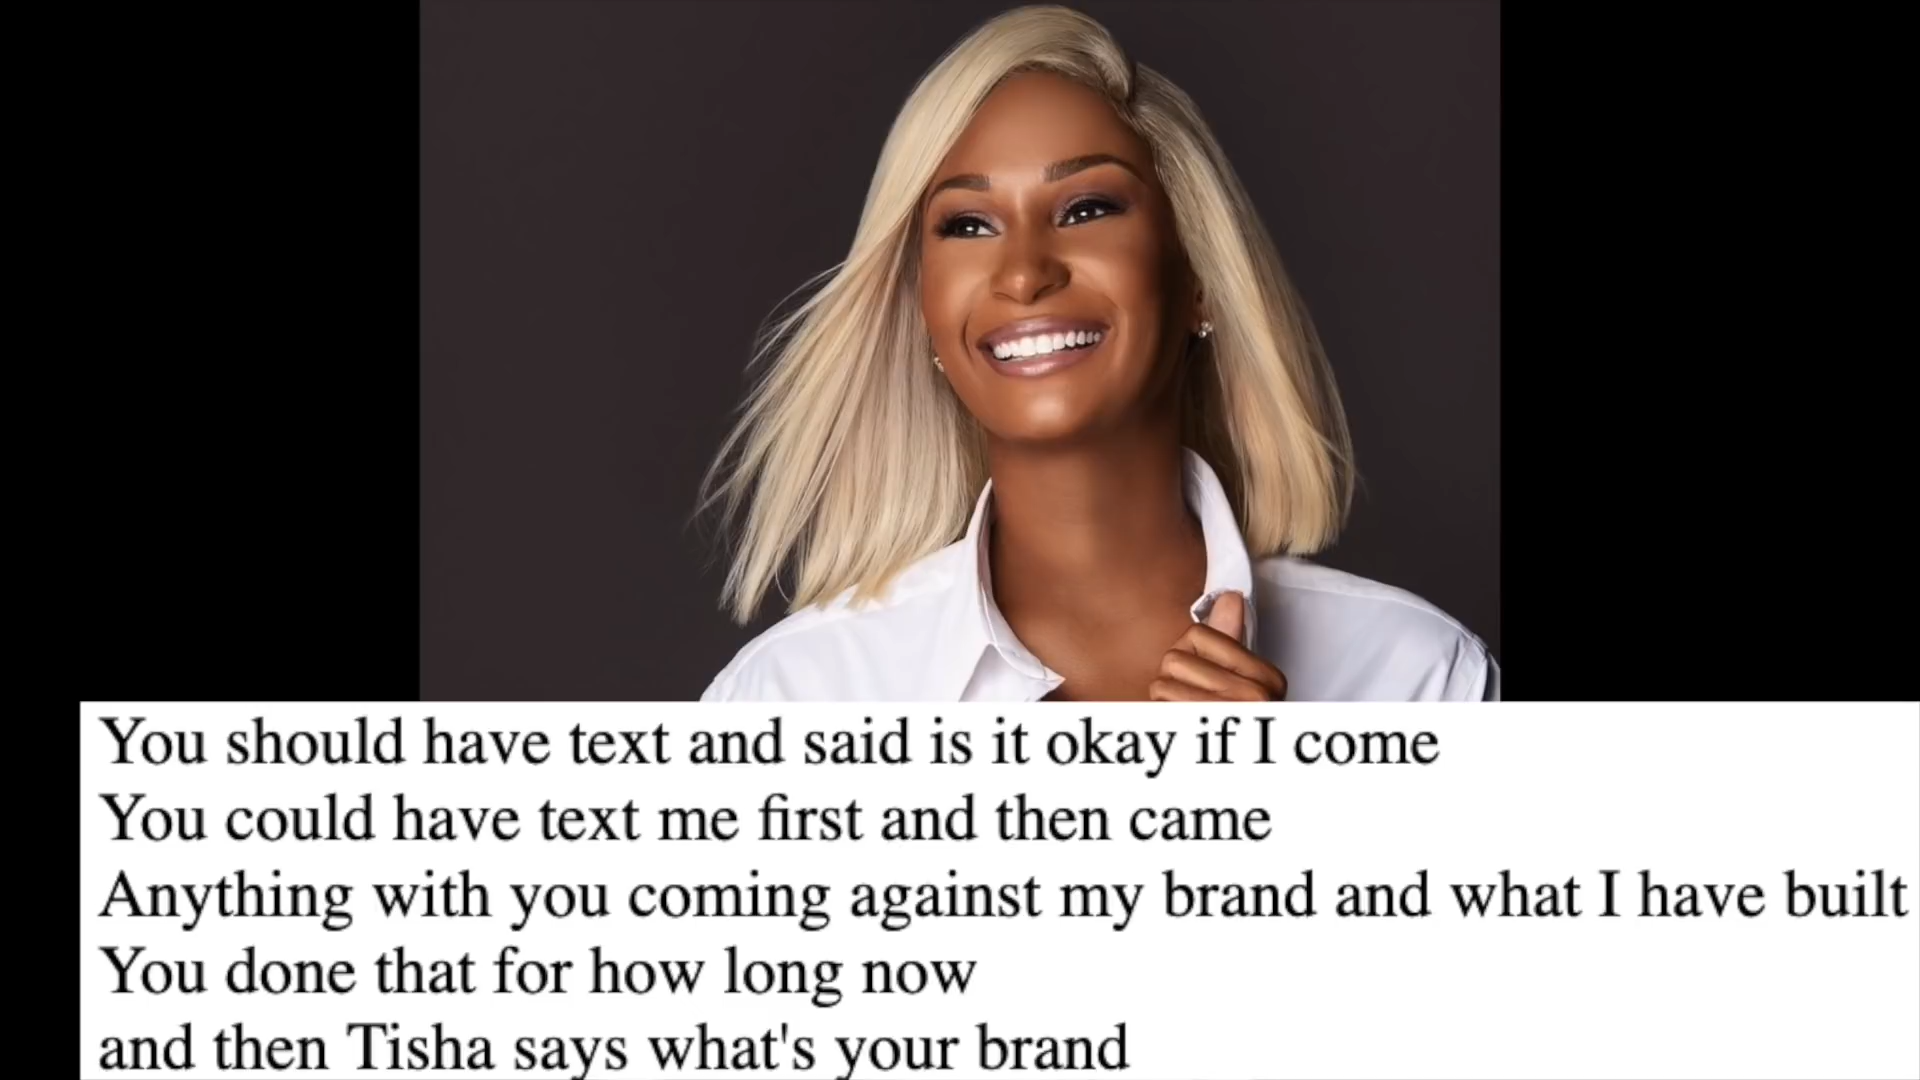 You should have text and said is it okay if I come
You could have text me first and then came
Anything with you coming against my brand and what I have built
You done that for how long now
and then Tisha says what's your brand